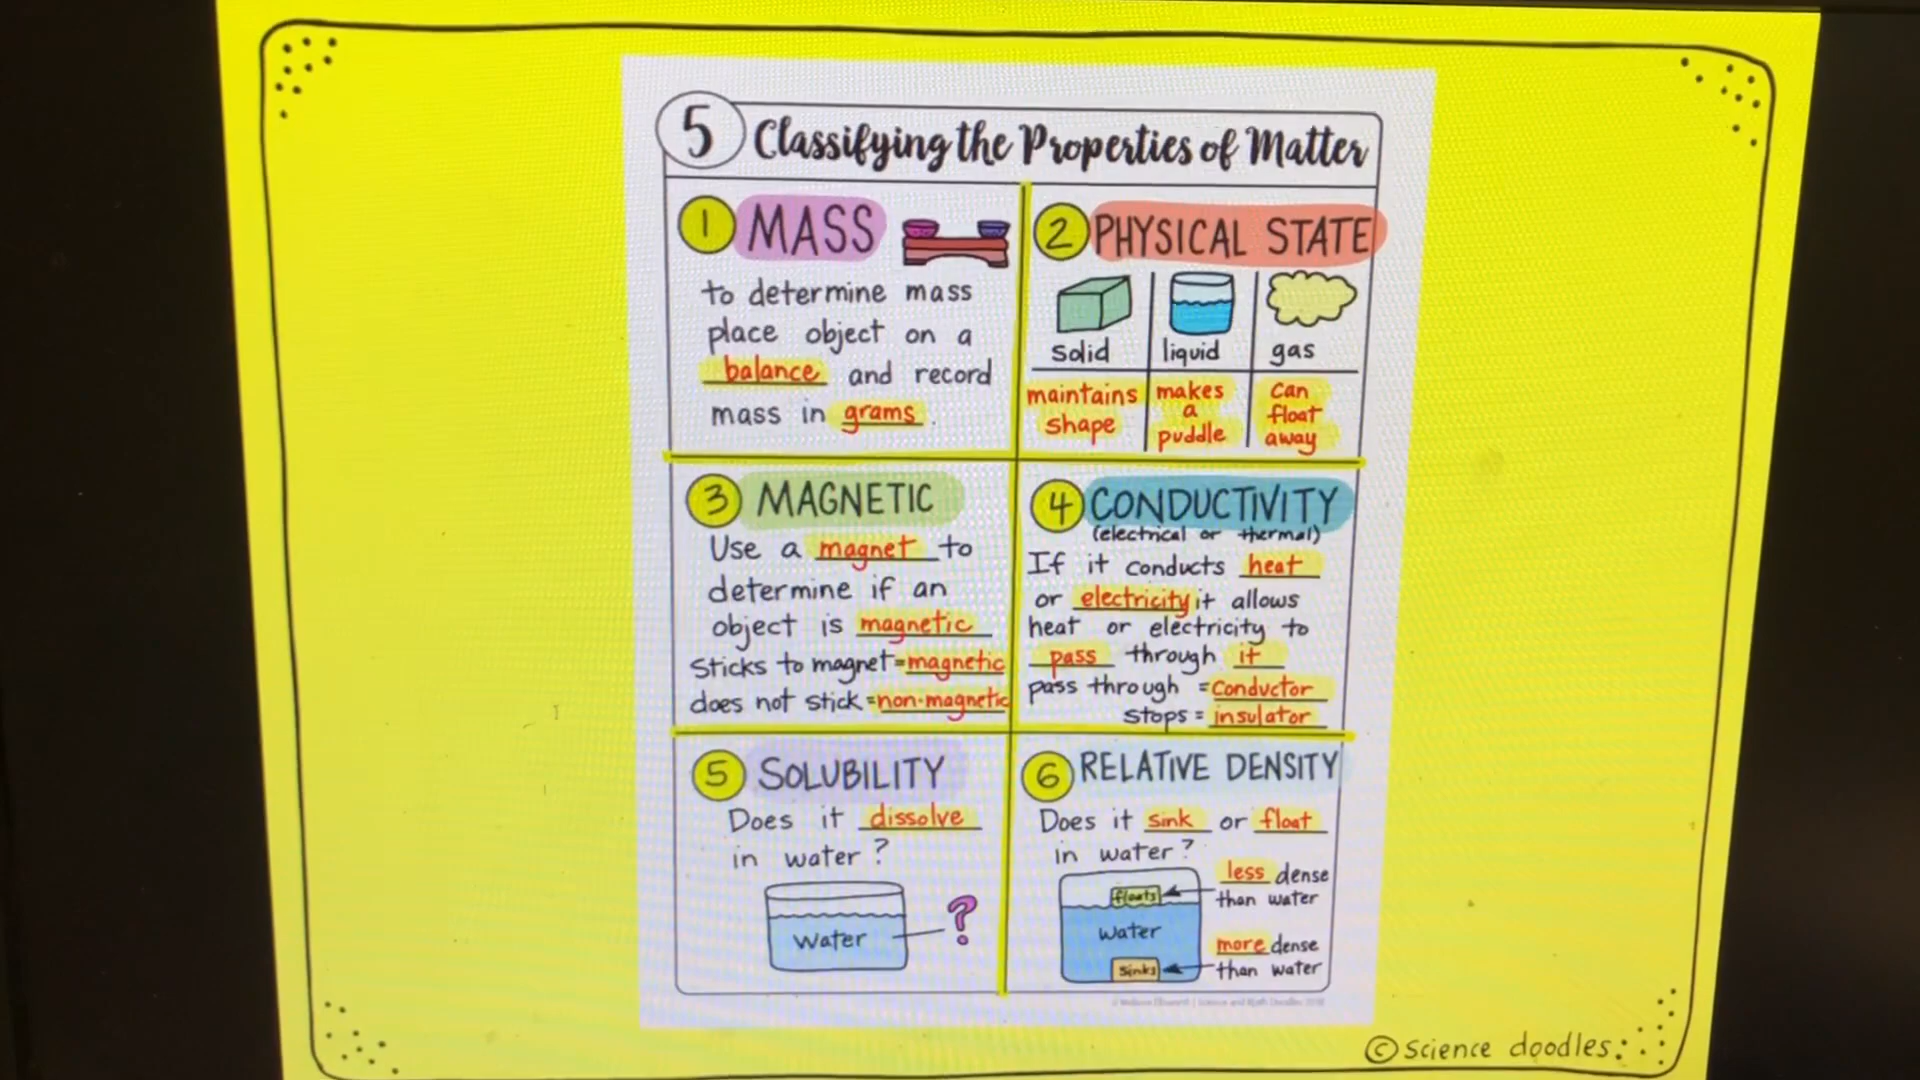 5 Classifying the Properties of Matter
1 MASS
to determine mass
place object on a
balance and record
mass in grams.
2 PHYSICAL STATE
solid liquid gas
maintains shape
makes a puddle
can float away
3 MAGNETIC
Use a magnet to
determine if an
object is magnetic
sticks to magnet=magnetic
does not stick=non-magnetic
4 CONDUCTIVITY
(electrical or thermal)
If it conducts heat
or electricity it allows
heat or electricity to
pass through it
pass through = conductor
stops = insulator
5 SOLUBILITY
Does it dissolve
in water?
water ?
6 RELATIVE DENSITY
Does it sink or float
in water?
floats
less dense
than water
water
more dense
than water
sinks
© science doodles